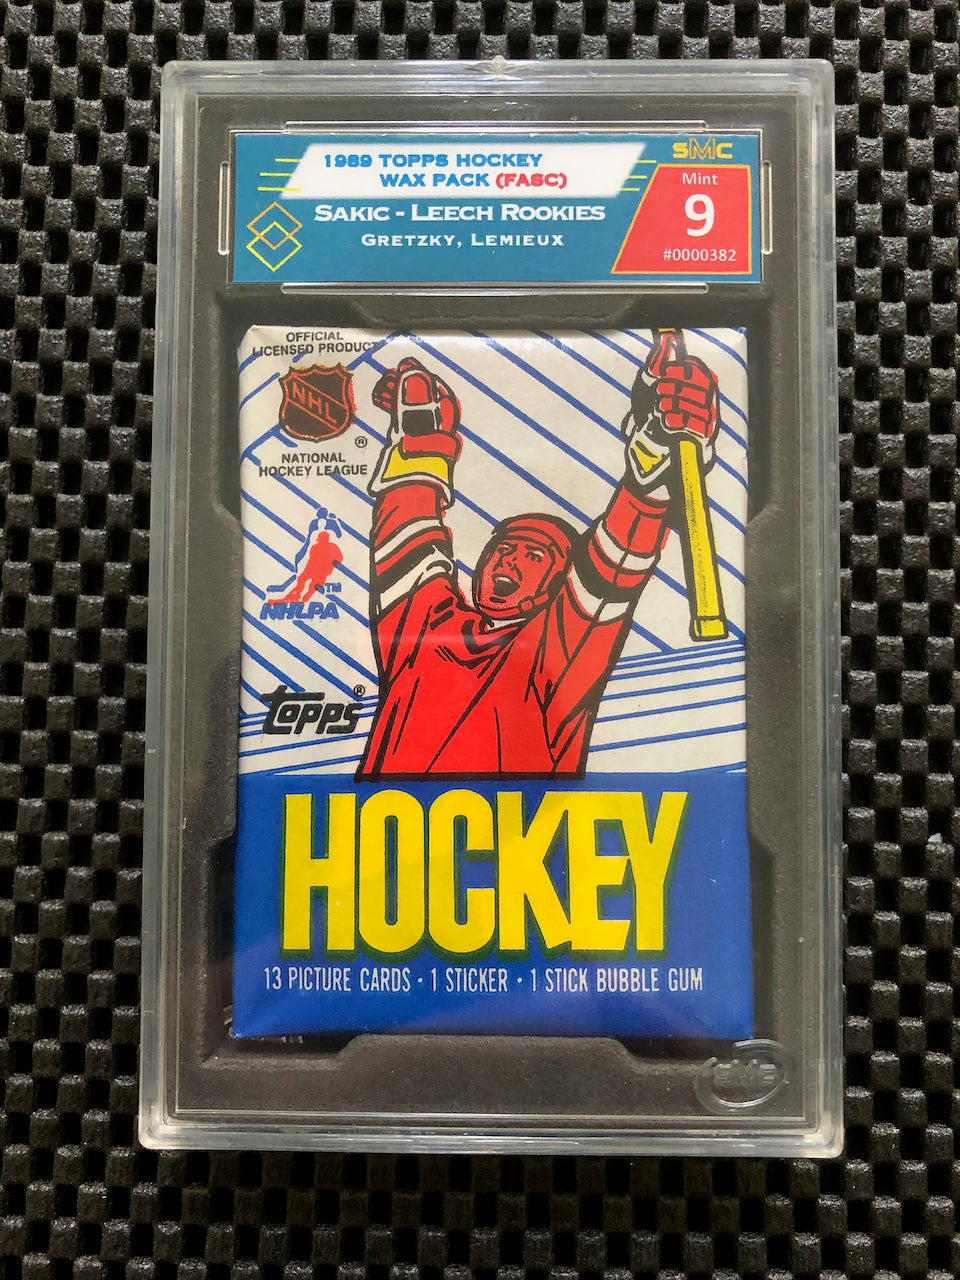 1989 TOPPS HOCKEY
WAX PACK (FASC)
SAKIC - LEECH ROOKIES
GRETZKY, LEMIEUX
SMC
Mint
9
#0000382
OFFICIAL
LICENSED PRODUCT
NHL
®
NATIONAL
HOCKEY LEAGUE
TM
NHLPA
topps®
HOCKEY
13 PICTURE CARDS · 1 STICKER · 1 STICK BUBBLE GUM